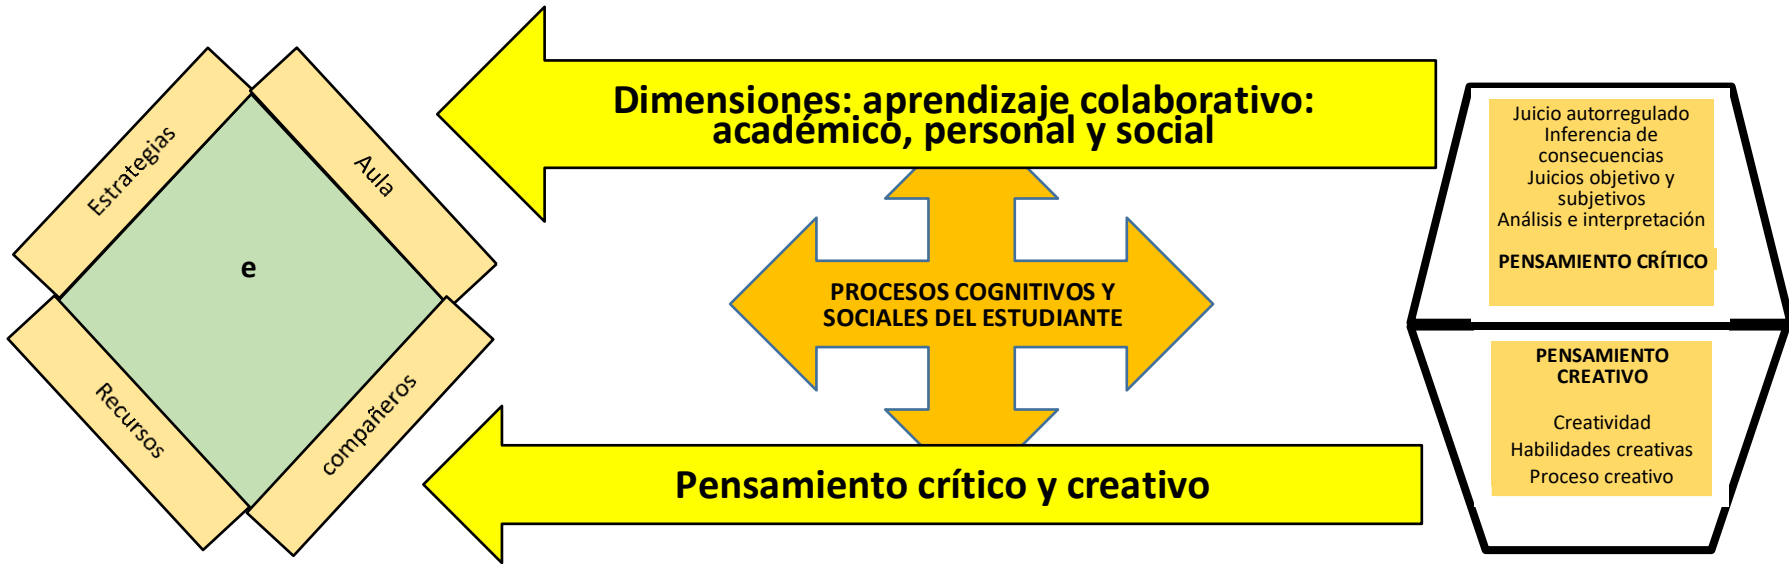 Estrategias
Aula
e
Recursos
compañeros
Dimensiones: aprendizaje colaborativo:
académico, personal y social
PROCESOS COGNITIVOS Y
SOCIALES DEL ESTUDIANTE
Pensamiento crítico y creativo
Juicio autorregulado
Inferencia de
consecuencias
Juicios objetivo y
subjetivos
Análisis e interpretación
PENSAMIENTO CRÍTICO
PENSAMIENTO
CREATIVO
Creatividad
Habilidades creativas
Proceso creativo